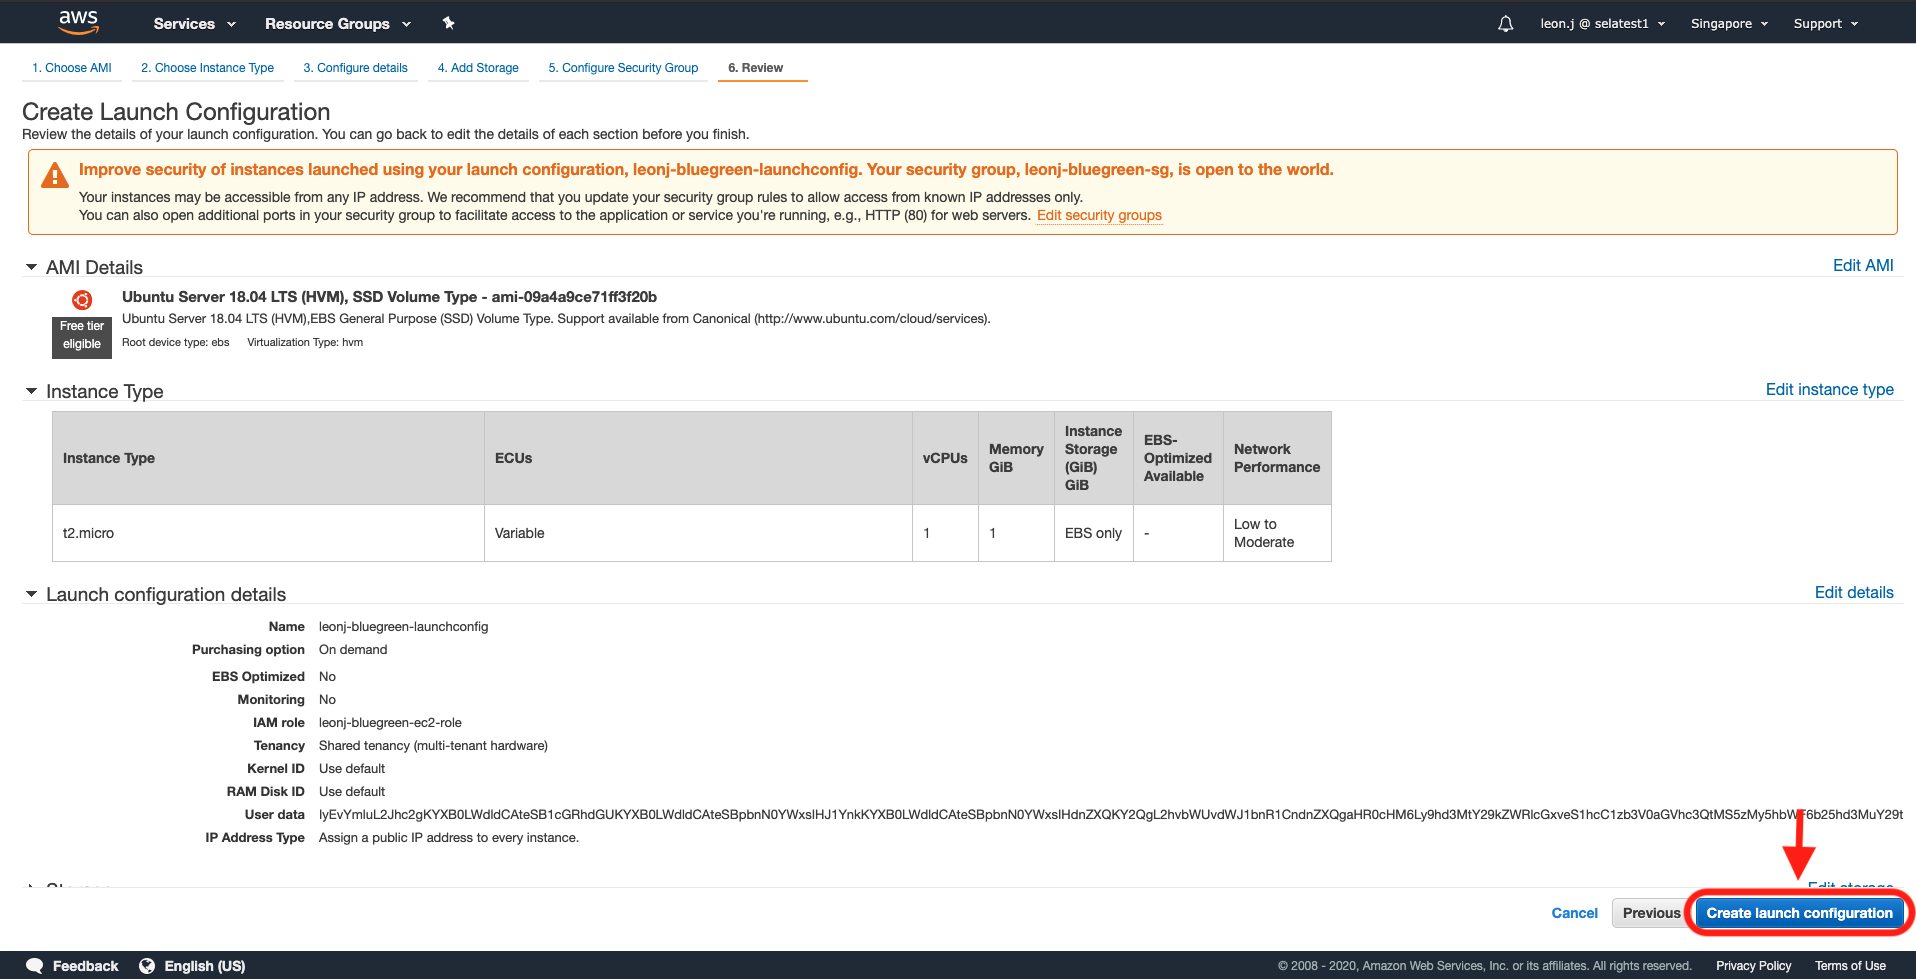 aws Services Resource Groups leon.j @ selatest1 Singapore Support
1. Choose AMI 2. Choose Instance Type 3. Configure details 4. Add Storage 5. Configure Security Group 6. Review
Create Launch Configuration
Review the details of your launch configuration. You can go back to edit the details of each section before you finish.
Improve security of instances launched using your launch configuration, leonj-bluegreen-launchconfig. Your security group, leonj-bluegreen-sg, is open to the world.
Your instances may be accessible from any IP address. We recommend that you update your security group rules to allow access from known IP addresses only.
You can also open additional ports in your security group to facilitate access to the application or service you're running, e.g., HTTP (80) for web servers. Edit security groups
AMI Details Edit AMI
Ubuntu Server 18.04 LTS (HVM), SSD Volume Type - ami-09a4a9ce71ff3f20b
Free tier
eligible
Ubuntu Server 18.04 LTS (HVM),EBS General Purpose (SSD) Volume Type. Support available from Canonical (http://www.ubuntu.com/cloud/services).
Root device type: ebs Virtualization Type: hvm
Instance Type Edit instance type
Instance Type ECUs vCPUs Memory GiB Instance Storage (GiB) GiB EBS-Optimized Available Network Performance
t2.micro Variable 1 1 EBS only - Low to Moderate
Launch configuration details Edit details
Name leonj-bluegreen-launchconfig
Purchasing option On demand
EBS Optimized No
Monitoring No
IAM role leonj-bluegreen-ec2-role
Tenancy Shared tenancy (multi-tenant hardware)
Kernel ID Use default
RAM Disk ID Use default
User data
IP Address Type Assign a public IP address to every instance.
Edit storage
Cancel Previous Create launch configuration
Feedback English (US) © 2008 - 2020, Amazon Web Services, Inc. or its affiliates. All rights reserved. Privacy Policy Terms of Use